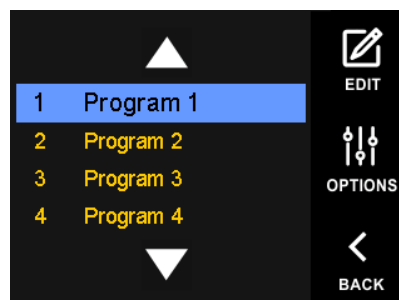 EDIT
1 Program 1
2 Program 2
3 Program 3
OPTIONS
4 Program 4
BACK